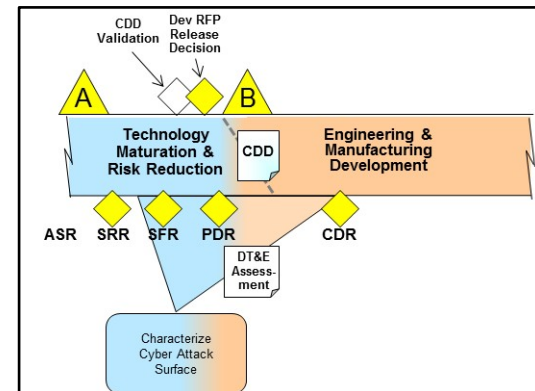 CDD
Validation
Dev RFP
Release
Decision
A
B
Technology
Maturation &
Risk Reduction
CDD
Engineering &
Manufacturing
Development
ASR
SRR
SFR
PDR
CDR
DT&E
Assess-
ment
Characterize
Cyber Attack
Surface